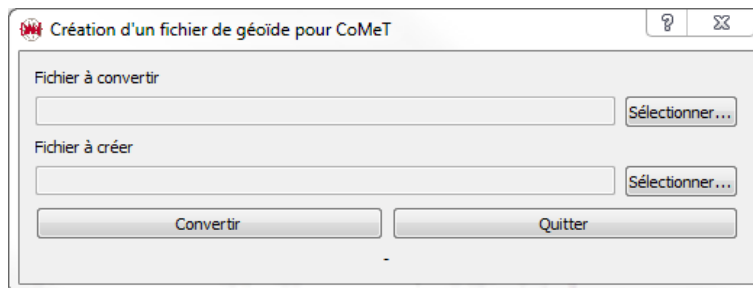 Création d'un fichier de géoïde pour CoMeT
Fichier à convertir
Sélectionner...
Fichier à créer
Sélectionner...
Convertir Quitter
-